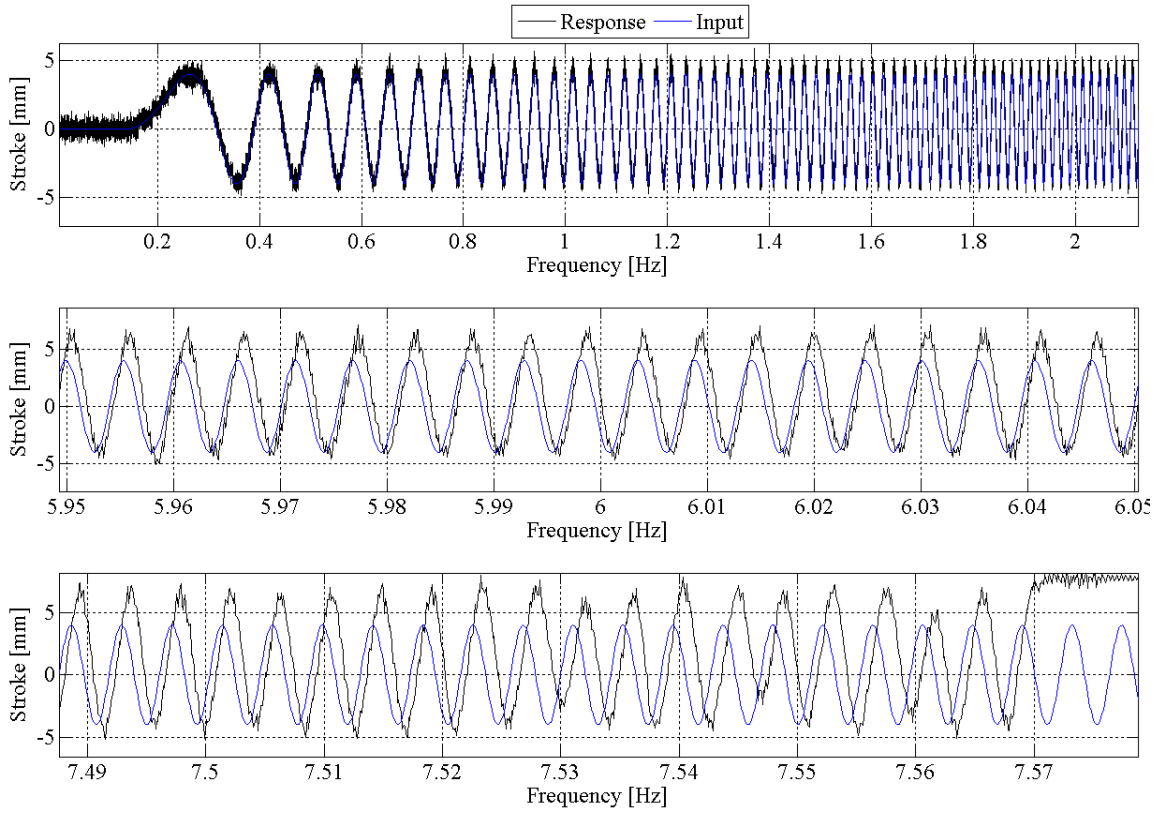 Response Input
Stroke [mm]
5
0
-5
0.2 0.4 0.6 0.8 1 1.2 1.4 1.6 1.8 2
Frequency [Hz]
Stroke [mm]
5
0
-5
5.95 5.96 5.97 5.98 5.99 6 6.01 6.02 6.03 6.04 6.05
Frequency [Hz]
Stroke [mm]
5
0
-5
7.49 7.5 7.51 7.52 7.53 7.54 7.55 7.56 7.57
Frequency [Hz]